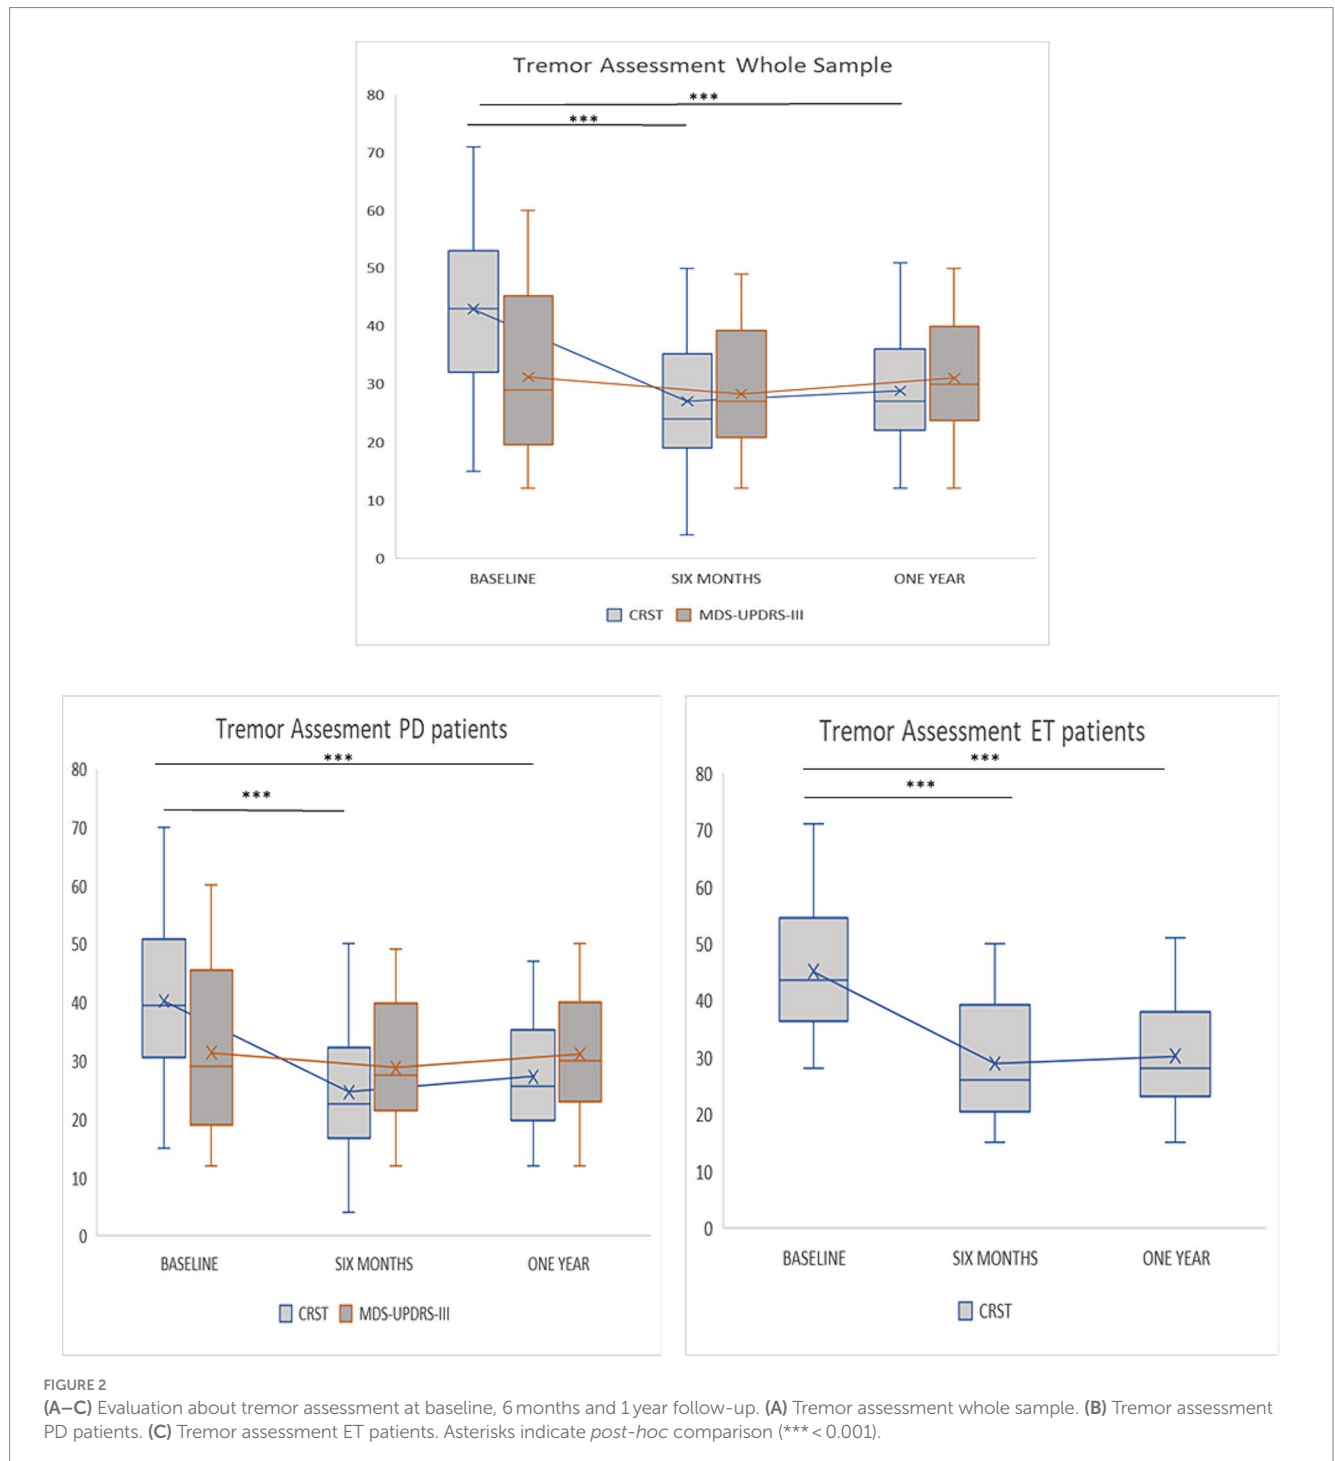 Tremor Assessment Whole Sample
***
***
80
70
60
50
40
30
20
10
0
BASELINE SIX MONTHS ONE YEAR
CRST MDS-UPDRS-III
Tremor Assesment PD patients
***
***
80
70
60
50
40
30
20
10
0
BASELINE SIX MONTHS ONE YEAR
CRST MDS-UPDRS-III
Tremor Assessment ET patients
***
***
80
70
60
50
40
30
20
10
0
BASELINE SIX MONTHS ONE YEAR
CRST
FIGURE 2
(A–C) Evaluation about tremor assessment at baseline, 6 months and 1 year follow-up. (A) Tremor assessment whole sample. (B) Tremor assessment
PD patients. (C) Tremor assessment ET patients. Asterisks indicate post-hoc comparison (*** < 0.001).